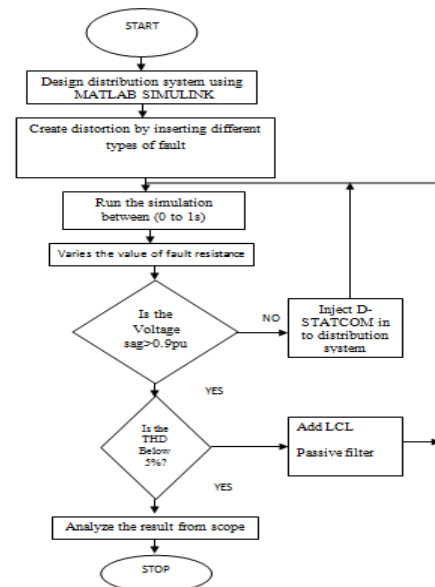 START
Design distribution system using
MATLAB SIMULINK
Create distortion by inserting different
types of fault
Run the simulation
between (0 to 1s)
Varies the value of fault resistance
Is the
Voltage
sag>0.9pu
NO
Inject D-
STATCOM in
to distribution
system
YES
Is the
THD
Below
5%?
Add LCL
Passive filter
YES
Analyze the result from scope
STOP